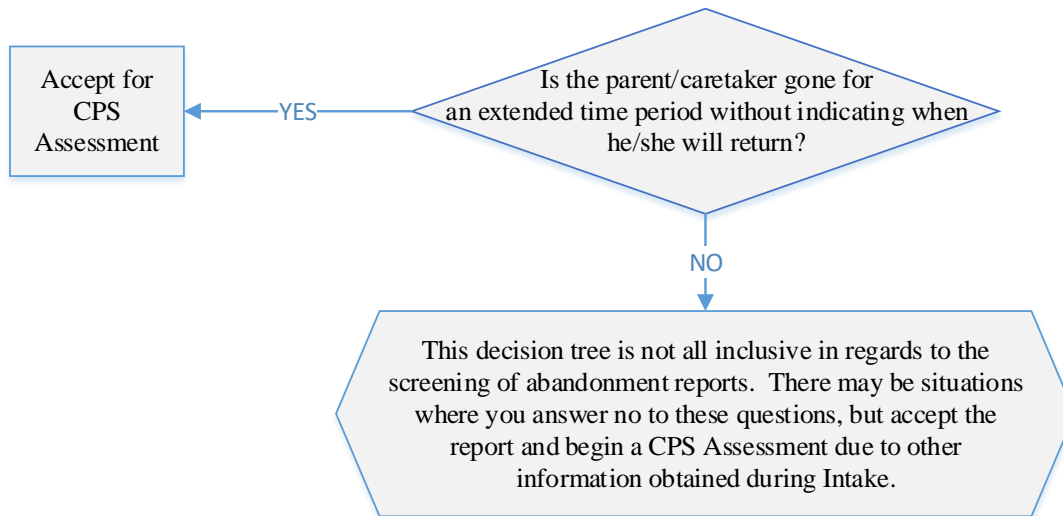 Accept for
CPS
Assessment
YES
Is the parent/caretaker gone for
an extended time period without indicating when
he/she will return?
NO
This decision tree is not all inclusive in regards to the
screening of abandonment reports.  There may be situations
where you answer no to these questions, but accept the
report and begin a CPS Assessment due to other
information obtained during Intake.